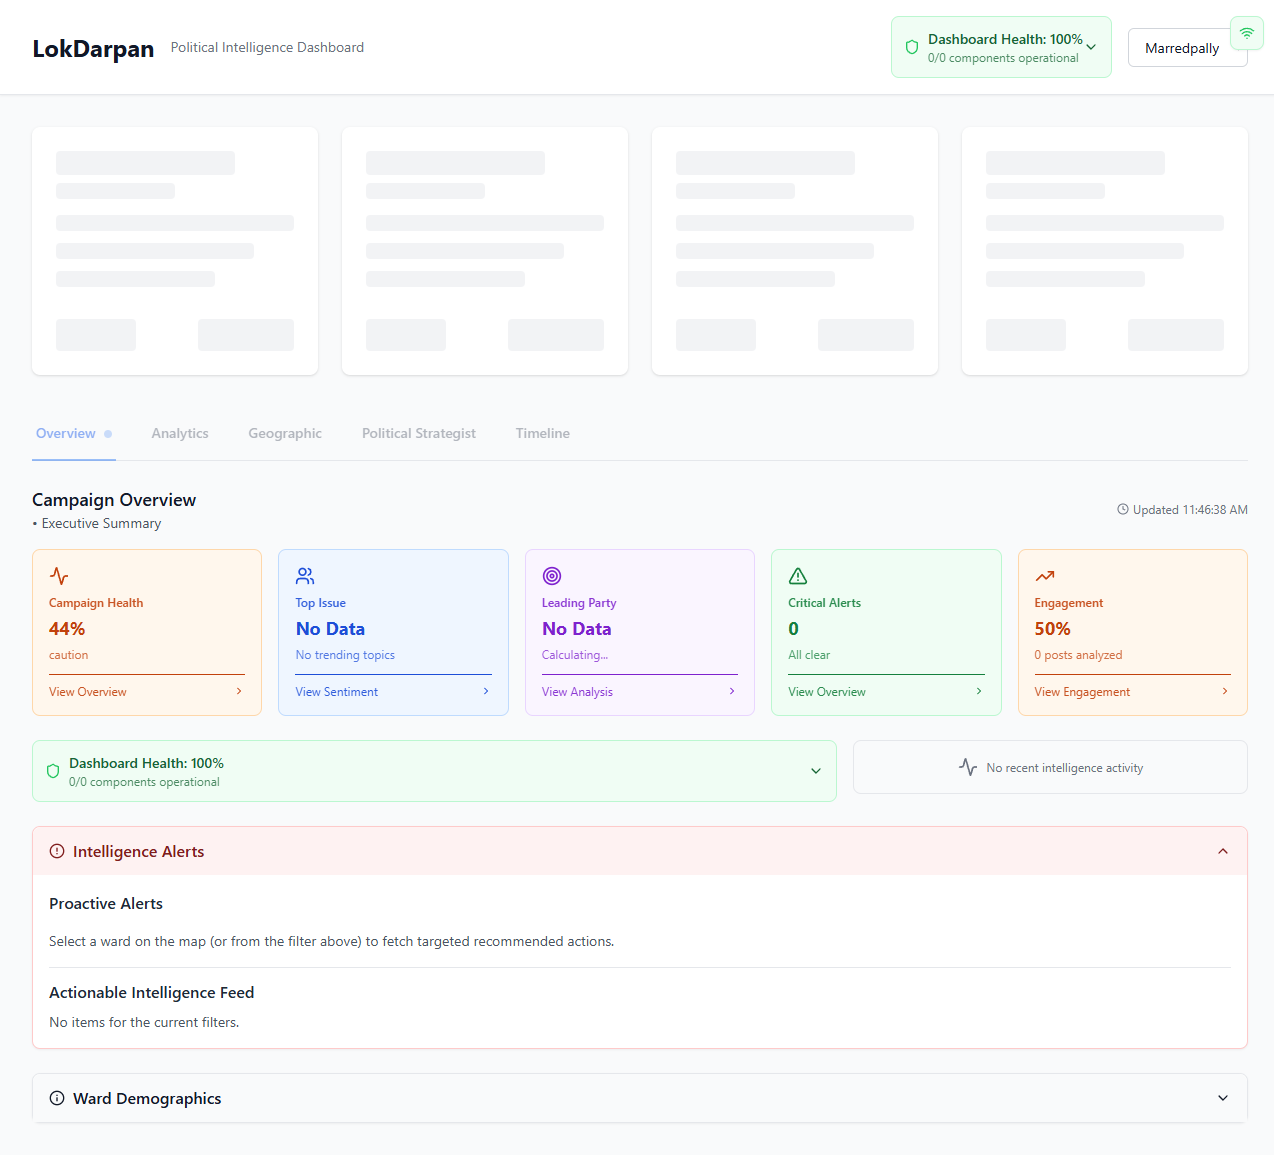 LokDarpan
Political Intelligence Dashboard
Dashboard Health: 100%
0/0 components operational
Marredpally
Overview
Analytics
Geographic
Political Strategist
Timeline
Campaign Overview
• Executive Summary
Updated 11:46:38 AM
Campaign Health
44%
caution
View Overview
Top Issue
No Data
No trending topics
View Sentiment
Leading Party
No Data
Calculating...
View Analysis
Critical Alerts
0
All clear
View Overview
Engagement
50%
0 posts analyzed
View Engagement
Dashboard Health: 100%
0/0 components operational
No recent intelligence activity
Intelligence Alerts
Proactive Alerts
Select a ward on the map (or from the filter above) to fetch targeted recommended actions.
Actionable Intelligence Feed
No items for the current filters.
Ward Demographics